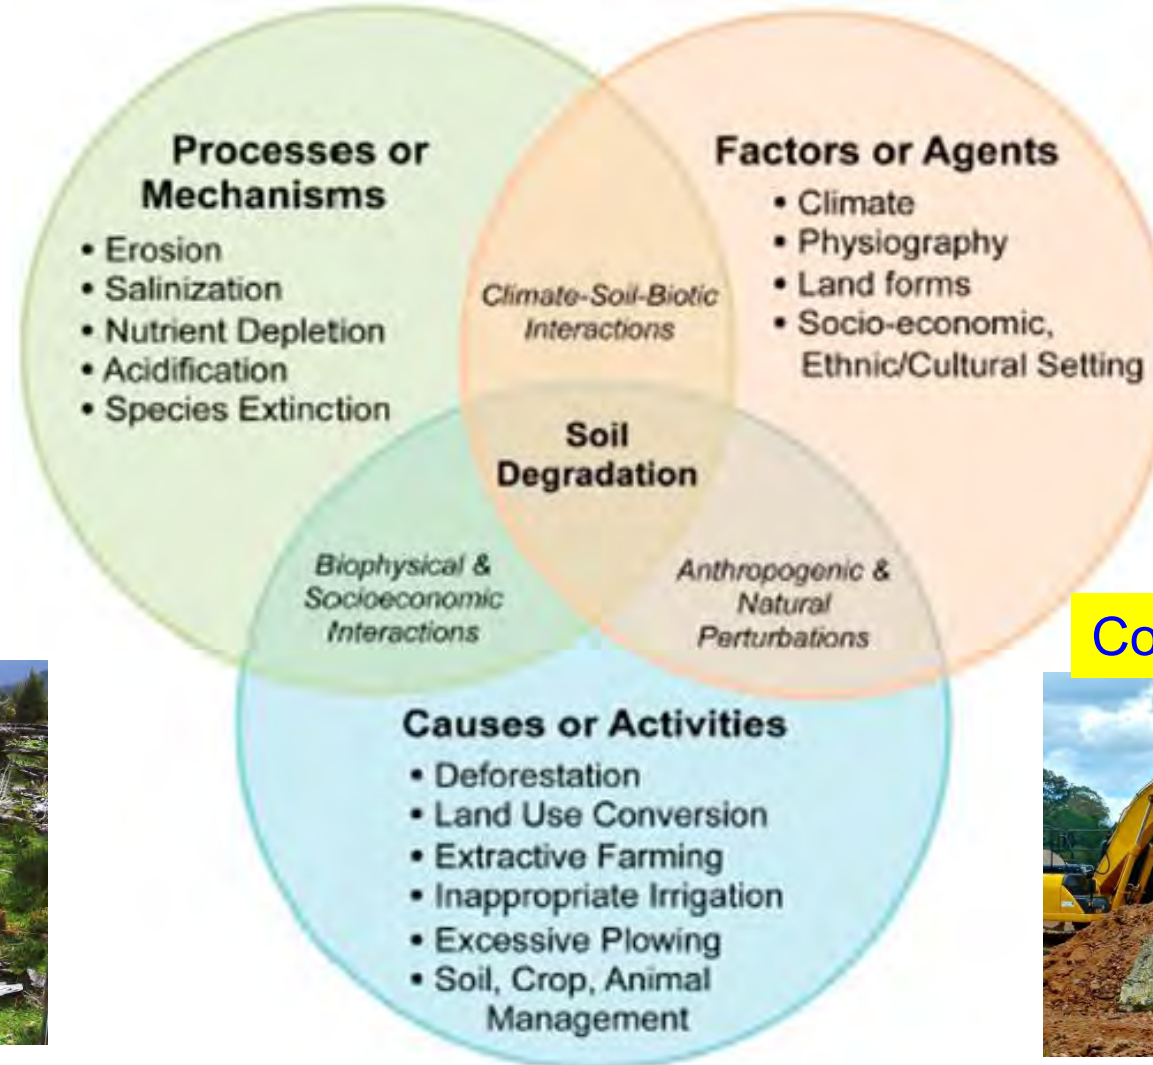 Processes or
Mechanisms
• Erosion
• Salinization
• Nutrient Depletion
• Acidification
• Species Extinction
Factors or Agents
• Climate
• Physiography
• Land forms
• Socio-economic,
Ethnic/Cultural Setting
Climate-Soil-Biotic
Interactions
Soil
Degradation
Biophysical &
Socioeconomic
Interactions
Anthropogenic &
Natural
Perturbations
Causes or Activities
• Deforestation
• Land Use Conversion
• Extractive Farming
• Inappropriate Irrigation
• Excessive Plowing
• Soil, Crop, Animal
Management